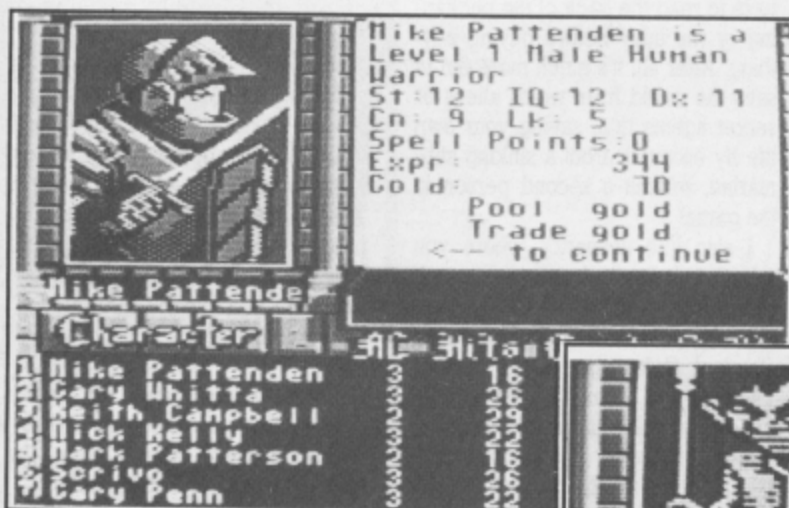 Mike Pattenden is a
Level 1 Male Human
Warrior
St 12 IQ 12 Dx 11
Cn 9 Lk 5
Spell Points:0
Expr 344
Gold 70
Pool gold
Trade gold
<-- to continue
Mike Pattende
Character AC Hits
1 Mike Pattenden 3 16
2 Gary Whitta 3 26
3 Keith Campbell 2 29
4 Nick Kelly 3 22
5 Mark Patterson 2 16
6 Scrivo 3 26
7 Gary Penn 3 22